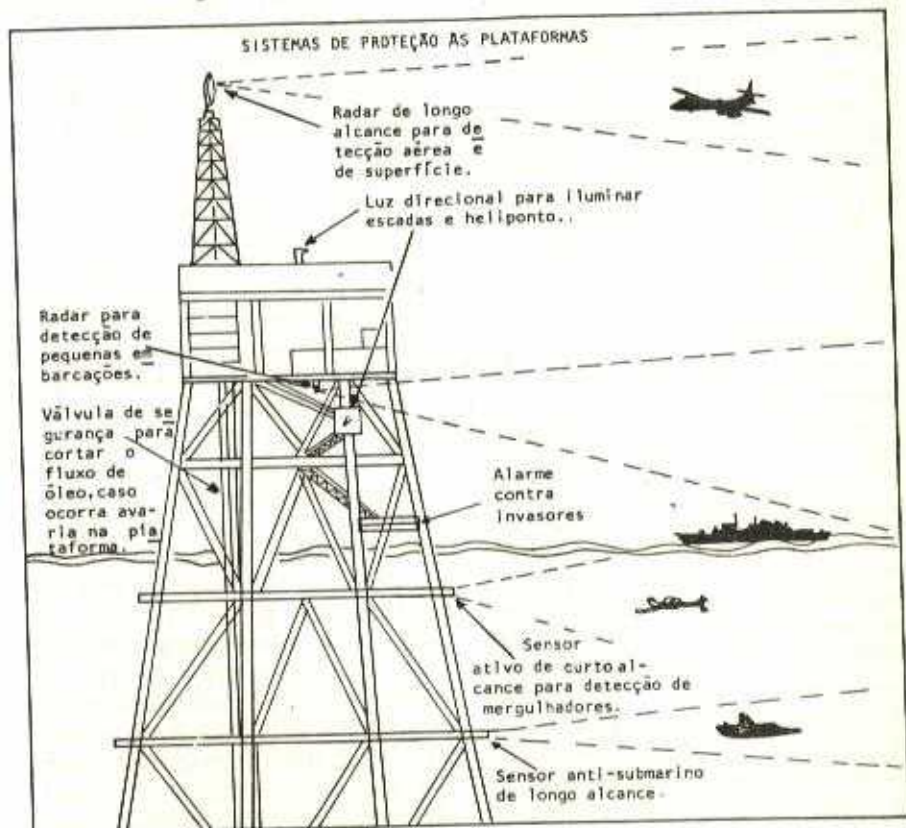 SISTEMAS DE PROTEÇÃO ÀS PLATAFORMAS
Radar de longo
alcance para de
tecção aérea e
de superfície.
Luz direcional para iluminar
escadas e heliponto..
Radar para
detecção de
pequenas em
barcações.
Válvula de se
gurança para
cortar o
fluxo de
óleo,caso
ocorra ava-
ria na pla
taforma.
Alarme
contra
invasores
Sensor
ativo de curto al-
cance para detecção de
mergulhadores.
Sensor anti-submarino
de longo alcance.